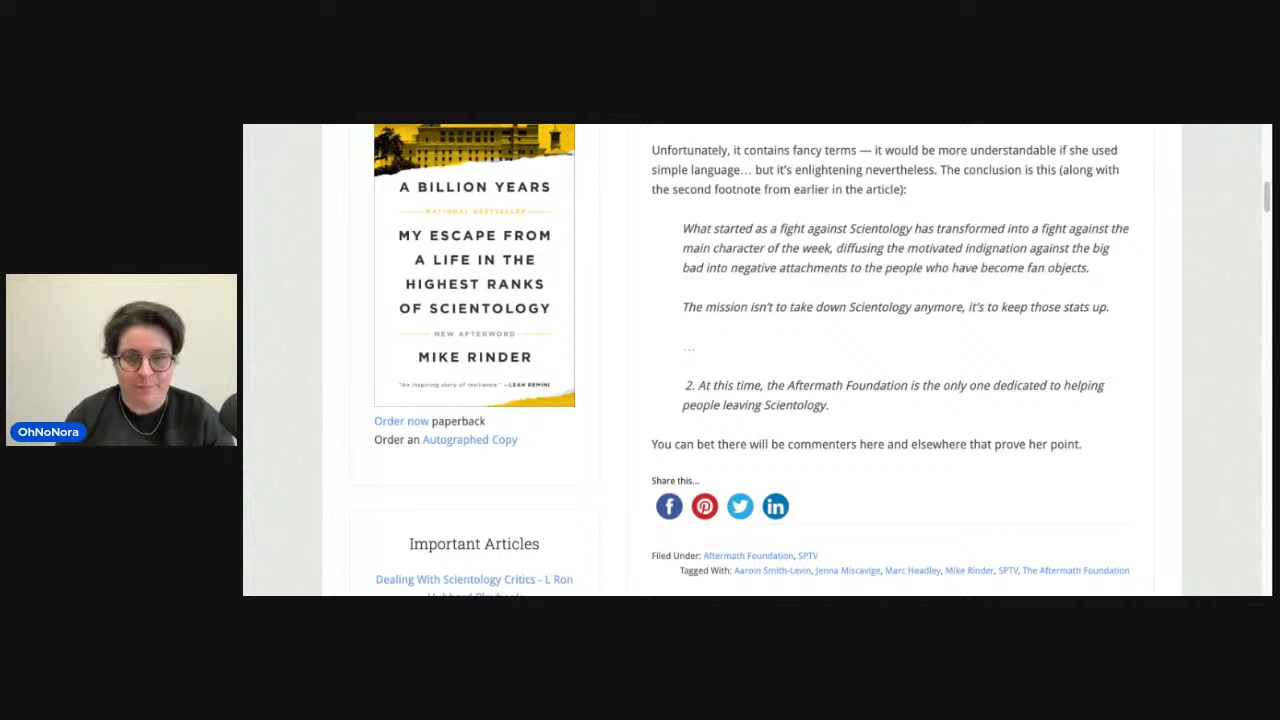 OhNoNora
A BILLION YEARS
NATIONAL BESTSELLER
MY ESCAPE FROM
A LIFE IN THE
HIGHEST RANKS
OF SCIENTOLOGY
NEW AFTERWORD
MIKE RINDER
"An inspiring story of resilience." —LEAH REMINI
Order now paperback
Order an Autographed Copy
Important Articles
Dealing With Scientology Critics - L Ron
Unfortunately, it contains fancy terms — it would be more understandable if she used
simple language… but it's enlightening nevertheless. The conclusion is this (along with
the second footnote from earlier in the article):
What started as a fight against Scientology has transformed into a fight against the
main character of the week, diffusing the motivated indignation against the big
bad into negative attachments to the people who have become fan objects.
The mission isn't to take down Scientology anymore, it's to keep those stats up.
…
2. At this time, the Aftermath Foundation is the only one dedicated to helping
people leaving Scientology.
You can bet there will be commenters here and elsewhere that prove her point.
Share this...
Filed Under: Aftermath Foundation, SPTV
Tagged With: Aaroin Smith-Levin, Jenna Miscavige, Marc Headley, Mike Rinder, SPTV, The Aftermath Foundation